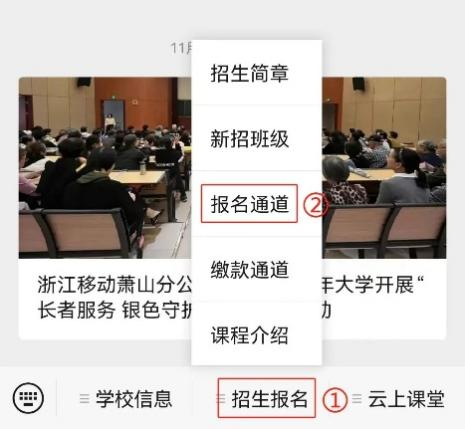 11月
招生简章
新招班级
报名通道 ②
缴款通道
课程介绍
浙江移动萧山分公 年大学开展“
长者服务 银色守护 动
学校信息
招生报名 ①
云上课堂